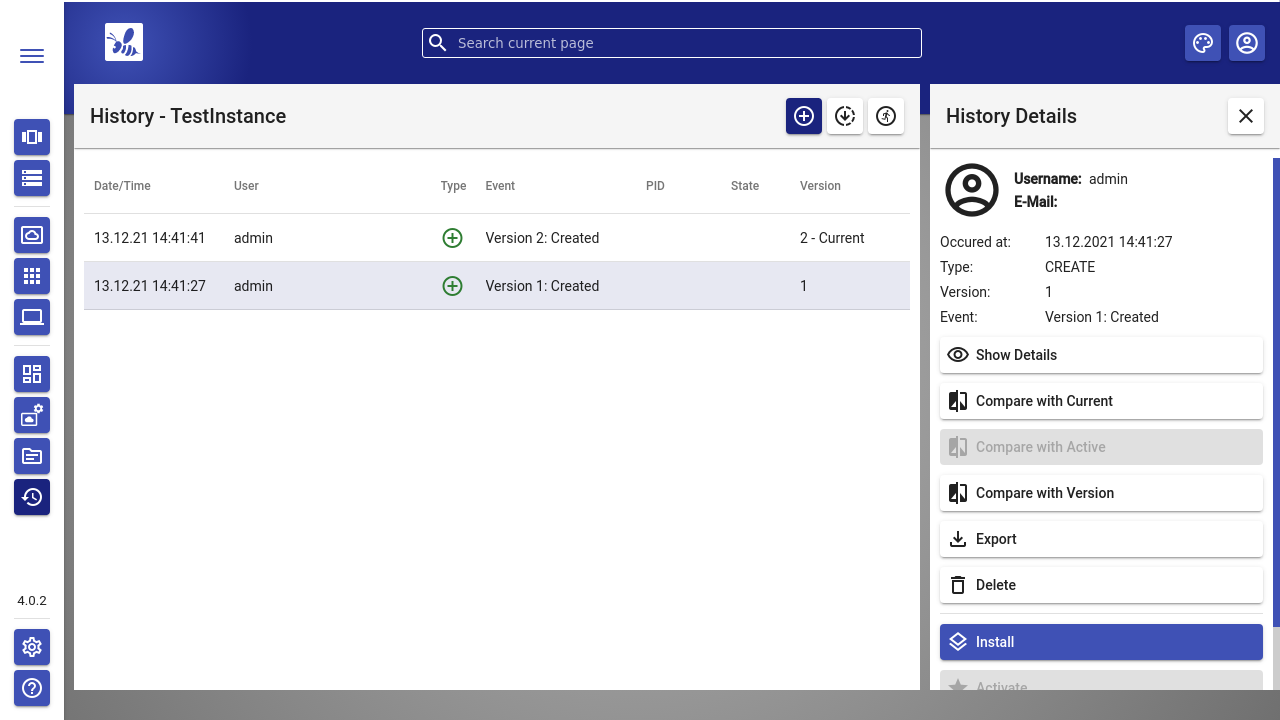 Search current page
History - TestInstance
History Details
Date/Time User Type Event PID State Version
13.12.21 14:41:41 admin Version 2: Created 2 - Current
13.12.21 14:41:27 admin Version 1: Created 1
Username: admin
E-Mail:
Occured at: 13.12.2021 14:41:27
Type: CREATE
Version: 1
Event: Version 1: Created
Show Details
Compare with Current
Compare with Active
Compare with Version
Export
Delete
Install
Activate
4.0.2